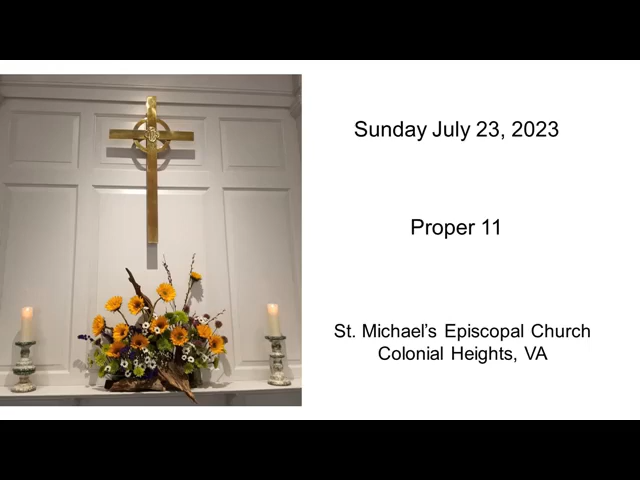 Sunday July 23, 2023
Proper 11
St. Michael’s Episcopal Church
Colonial Heights, VA